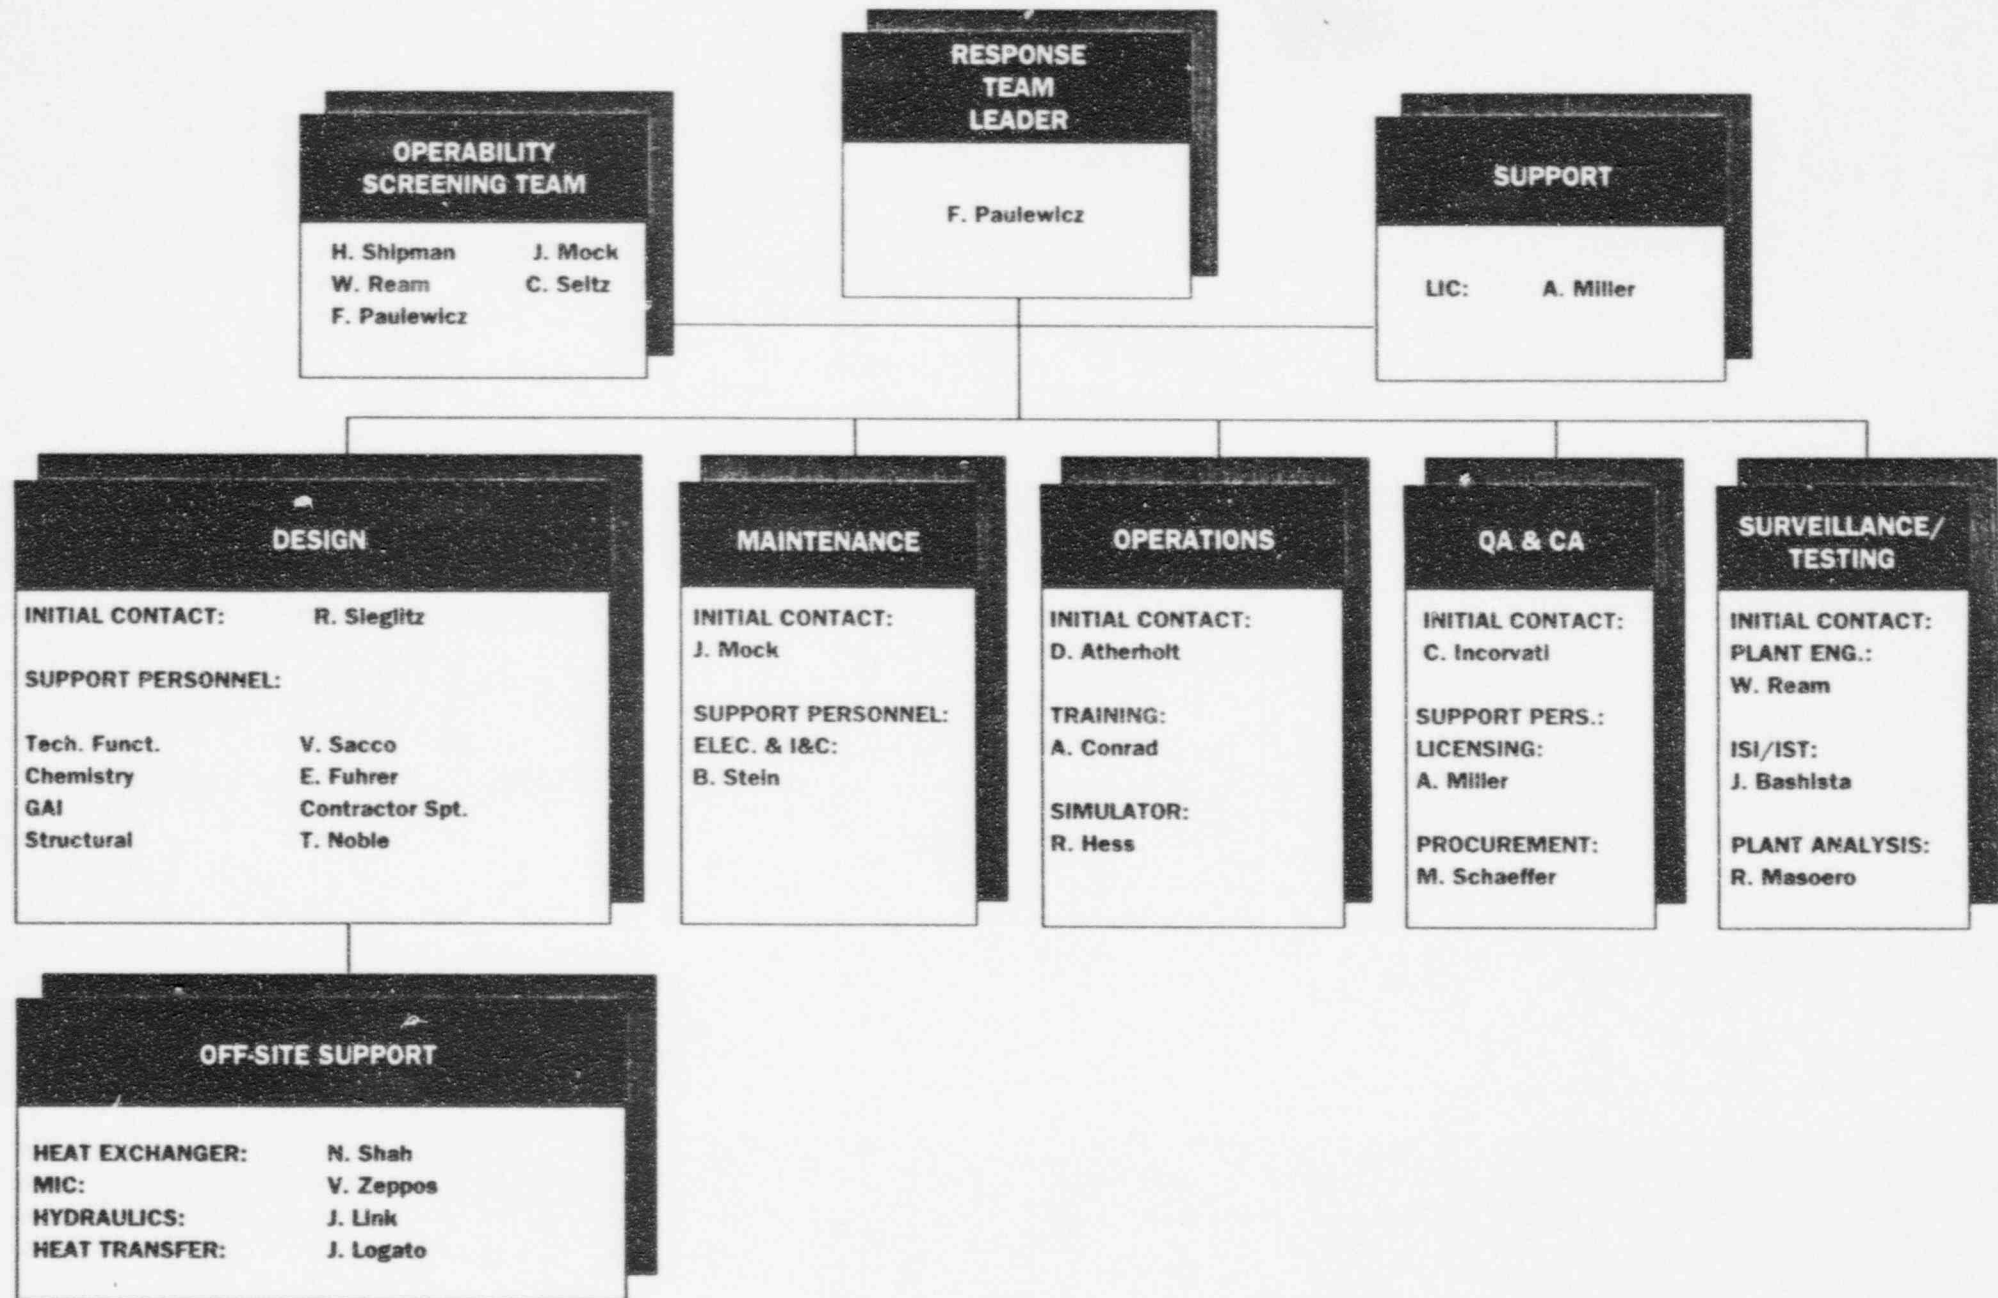 RESPONSE
TEAM
LEADER
F. Paulewicz
OPERABILITY
SCREENING TEAM
H. Shipman J. Mock
W. Ream C. Seitz
F. Paulewicz
SUPPORT
LIC: A. Miller
DESIGN
INITIAL CONTACT: R. Sieglitz
SUPPORT PERSONNEL:
Tech. Funct. V. Sacco
Chemistry E. Fuhrer
GAI Contractor Spt.
Structural T. Noble
MAINTENANCE
INITIAL CONTACT:
J. Mock
SUPPORT PERSONNEL:
ELEC. & I&C:
B. Stein
OPERATIONS
INITIAL CONTACT:
D. Atherholt
TRAINING:
A. Conrad
SIMULATOR:
R. Hess
QA & CA
INITIAL CONTACT:
C. Incorvati
SUPPORT PERS.:
LICENSING:
A. Miller
PROCUREMENT:
M. Schaeffer
SURVEILLANCE/
TESTING
INITIAL CONTACT:
PLANT ENG.:
W. Ream
ISI/IST:
J. Bashista
PLANT ANALYSIS:
R. Masoero
OFF-SITE SUPPORT
HEAT EXCHANGER: N. Shah
MIC: V. Zeppos
HYDRAULICS: J. Link
HEAT TRANSFER: J. Logato